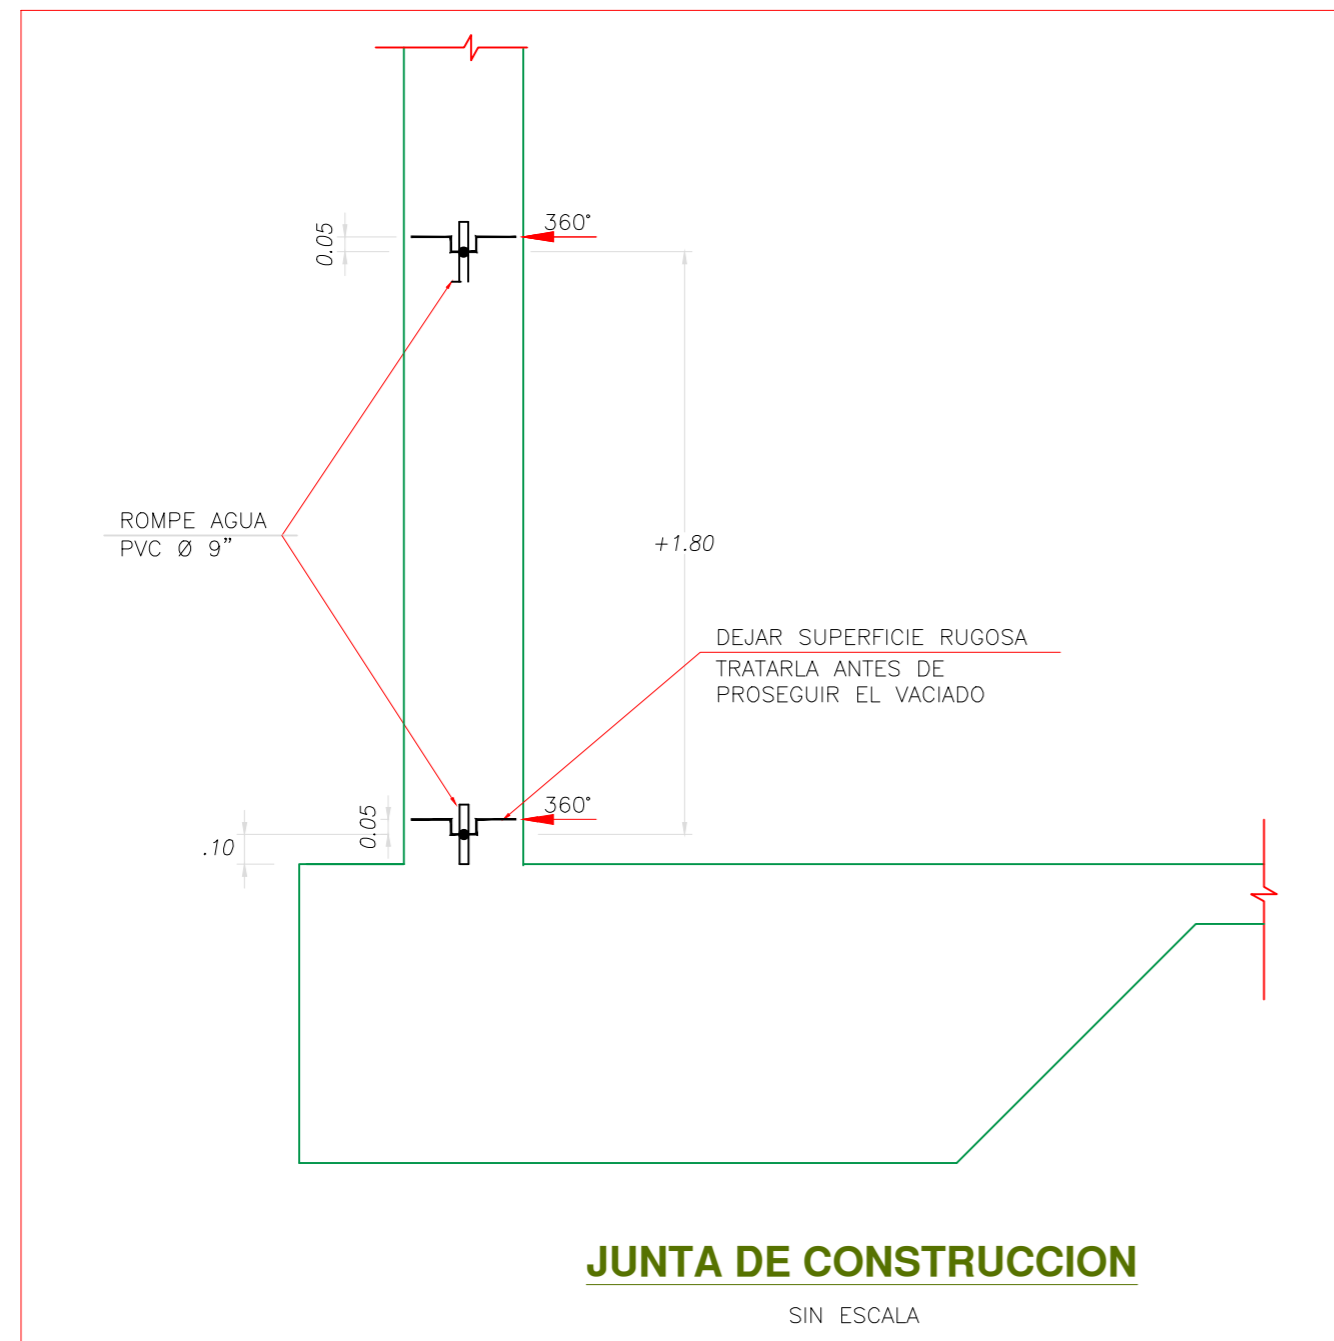 0.05
360°
ROMPE AGUA
PVC Ø 9”
+1.80
DEJAR SUPERFICIE RUGOSA
TRATARLA ANTES DE
PROSEGUIR EL VACIADO
0.05
360°
.10
JUNTA DE CONSTRUCCION
SIN ESCALA